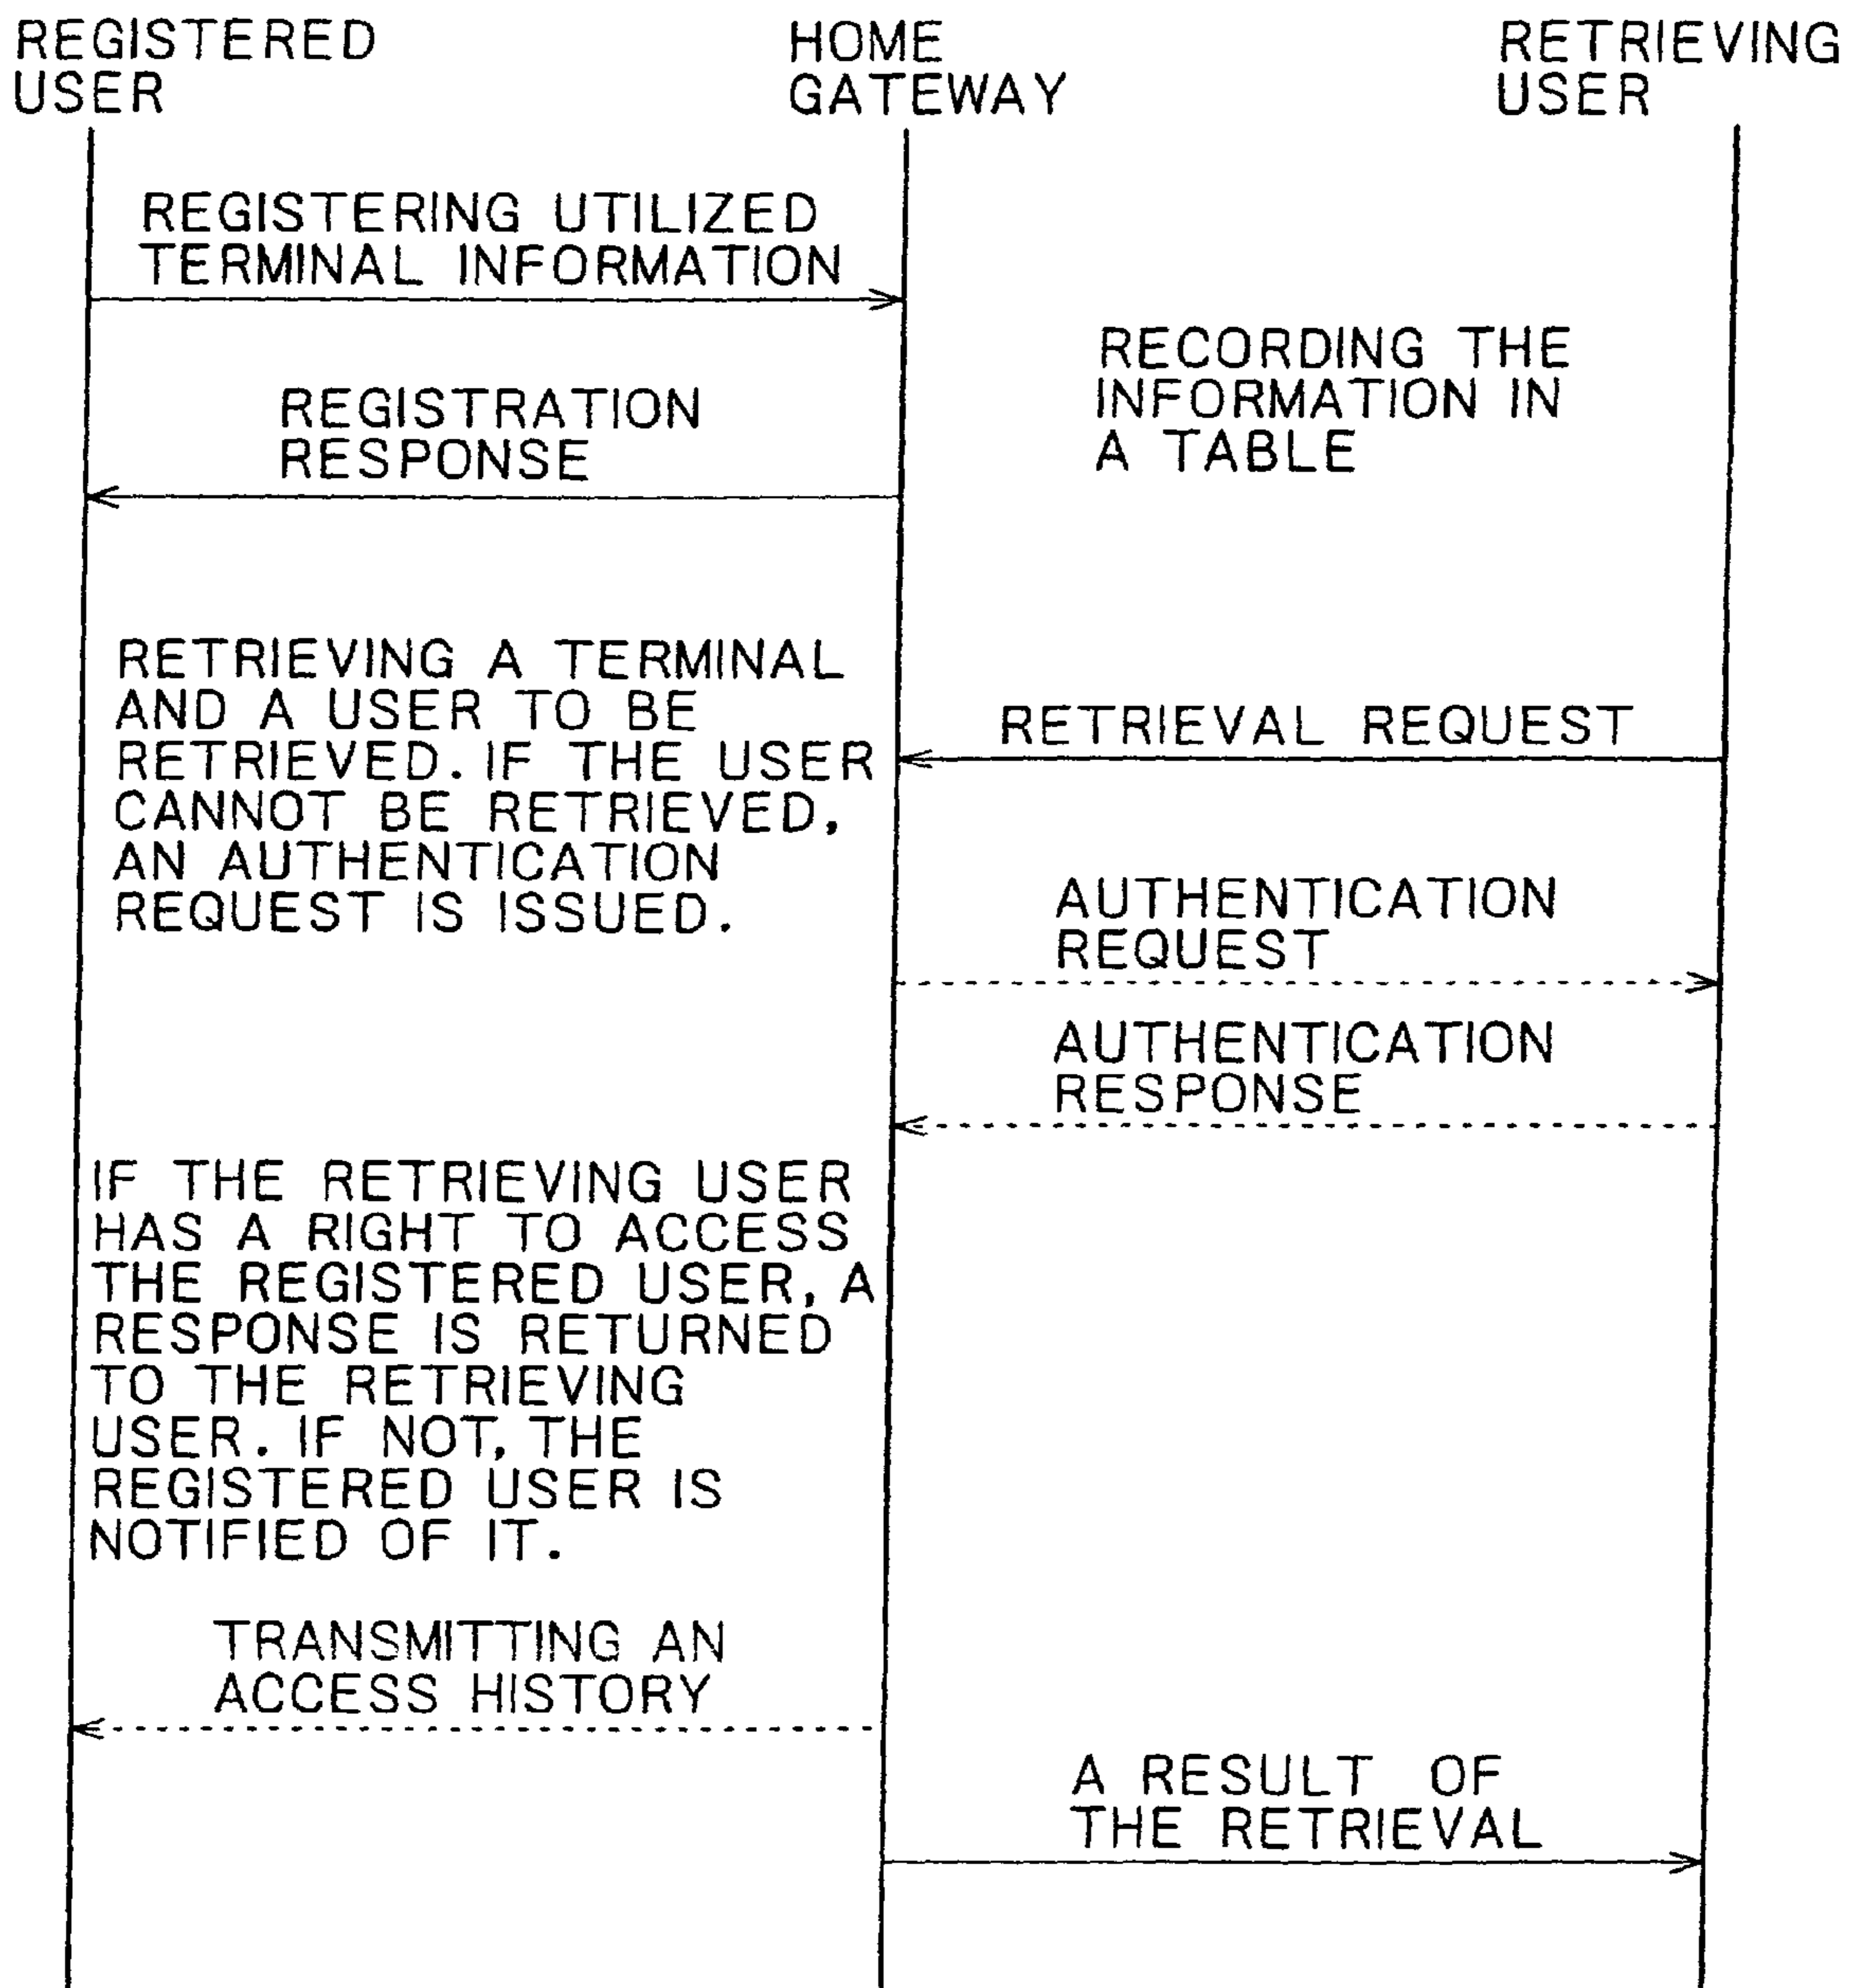 REGISTERED
USER
HOME
GATEWAY
RETRIEVING
USER
REGISTERING UTILIZED
TERMINAL INFORMATION
RECORDING THE
INFORMATION IN
A TABLE
REGISTRATION
RESPONSE
RETRIEVING A TERMINAL
AND A USER TO BE
RETRIEVED. IF THE USER
CANNOT BE RETRIEVED,
AN AUTHENTICATION
REQUEST IS ISSUED.
RETRIEVAL REQUEST
AUTHENTICATION
REQUEST
AUTHENTICATION
RESPONSE
IF THE RETRIEVING USER
HAS A RIGHT TO ACCESS
THE REGISTERED USER, A
RESPONSE IS RETURNED
TO THE RETRIEVING
USER. IF NOT, THE
REGISTERED USER IS
NOTIFIED OF IT.
TRANSMITTING AN
ACCESS HISTORY
A RESULT OF
THE RETRIEVAL